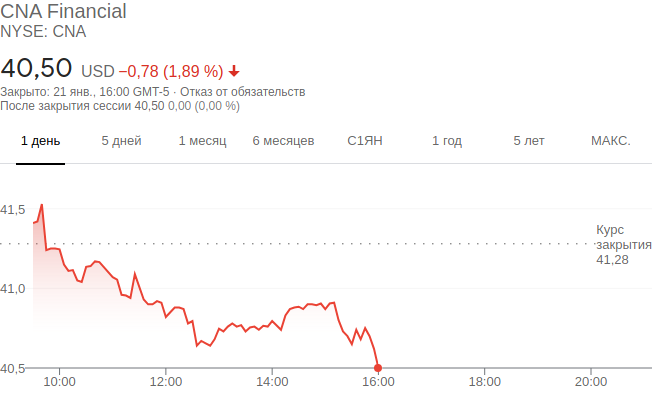 CNA Financial
NYSE: CNA
40,50 USD −0,78 (1,89 %)
Закрыто: 21 янв., 16:00 GMT-5 · Отказ от обязательств
После закрытия сессии 40,50 0,00 (0,00 %)
1 день 5 дней 1 месяц 6 месяцев С1ЯН 1 год 5 лет МАКС.
41,5
Курс
закрытия
41,28
41,0
40,5
10:00 12:00 14:00 16:00 18:00 20:00